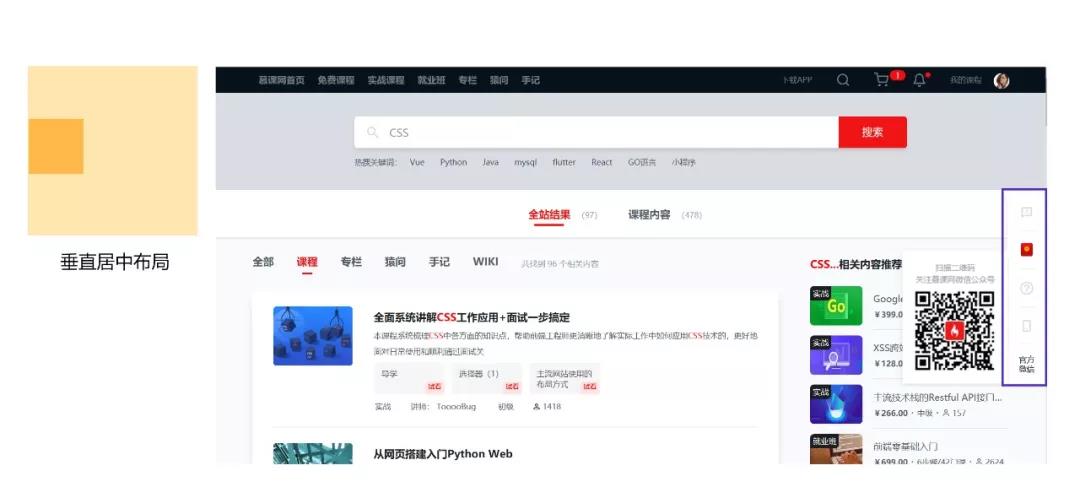 慕课网首页 免费课程 实战课程 就业班 专栏 猿问 手记 下载APP 1 我的课程
CSS 搜索
热搜关键词: Vue Python Java mysql flutter React GO语言 小程序
垂直居中布局
全站结果 (97) 课程内容 (478)
全部 课程 专栏 猿问 手记 WIKI 共找到 96 个相关内容
全面系统讲解CSS工作应用+面试一步搞定
本课程系统梳理CSS中各方面的知识点，帮助前端工程师更清晰地了解实际工作中如何应用CSS技术的，更好地
面对日常使用和顺利通过面试关
导学 试看
选择器（1） 试看
主流网站使用的
布局方式 试看
实战 讲师: TooooBug 初级 1418
从网页搭建入门Python Web
CSS...相关内容推荐
实战 Go Google
¥399.0
实战 XSS跨
¥128.0
实战 主流技术栈的Restful API接口...
¥266.00 · 中级 · 157
就业班 前端零基础入门
¥699.00 · 2624
扫描二维码
关注慕课网微信公众号
官方
微信